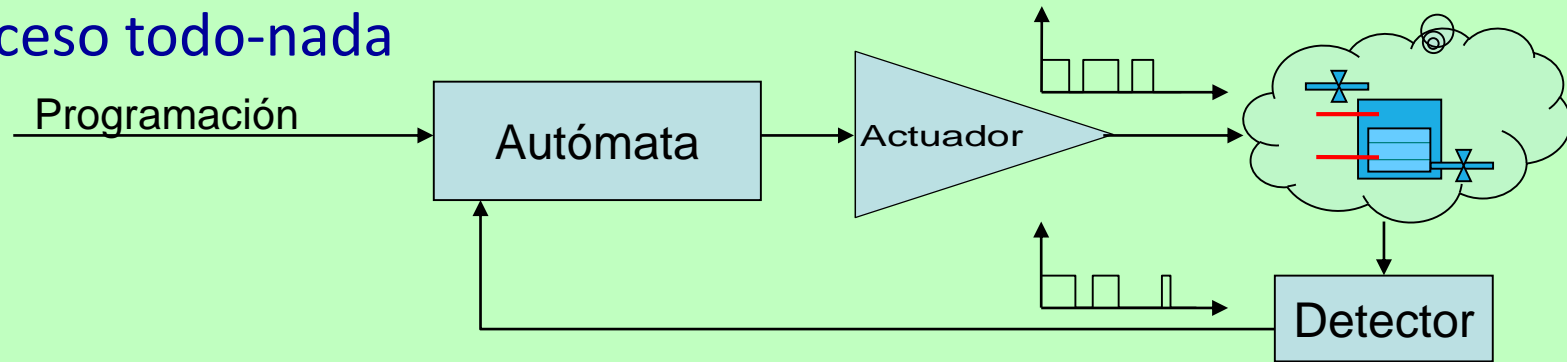 ceso todo-nada
Programación
Autómata
Actuador
Detector